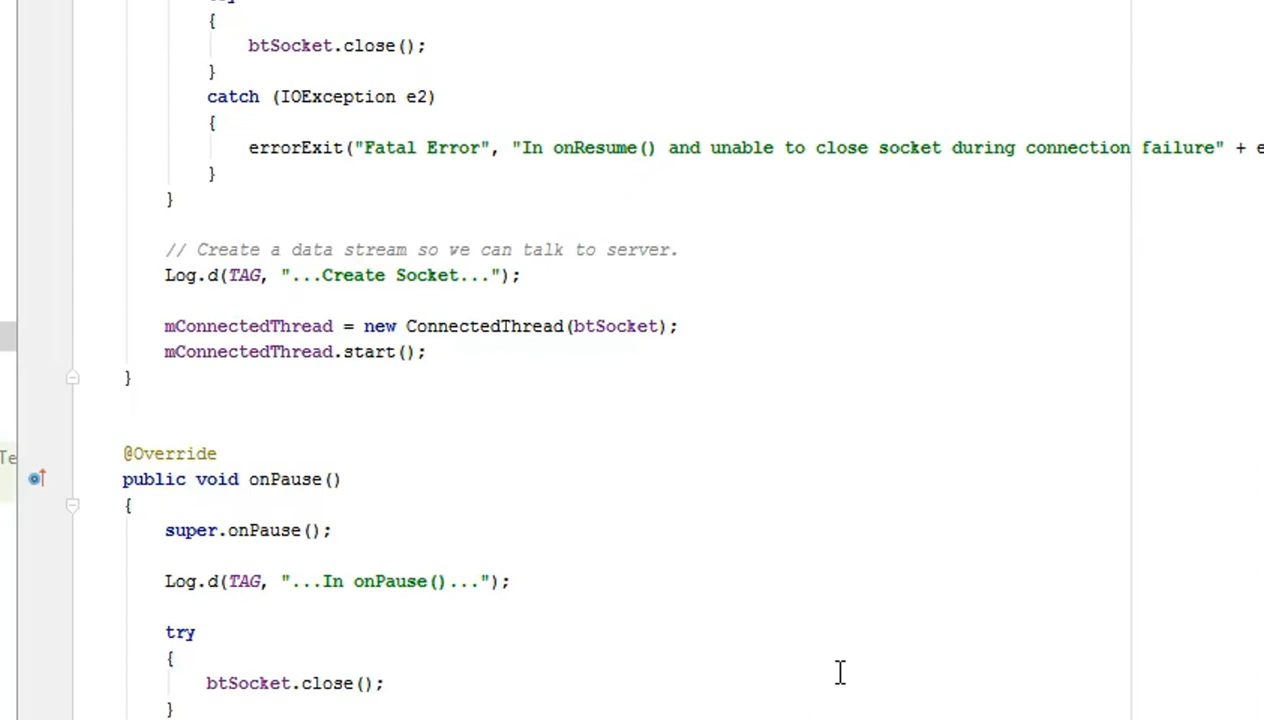 {
btSocket.close();
}
catch (IOException e2)
{
errorExit("Fatal Error", "In onResume() and unable to close socket during connection failure" + e
}
}
// Create a data stream so we can talk to server.
Log.d(TAG, "...Create Socket...");
mConnectedThread = new ConnectedThread(btSocket);
mConnectedThread.start();
}
@Override
Te
public void onPause()
{
super.onPause();
Log.d(TAG, "...In onPause()...");
try
{
btSocket.close();
}